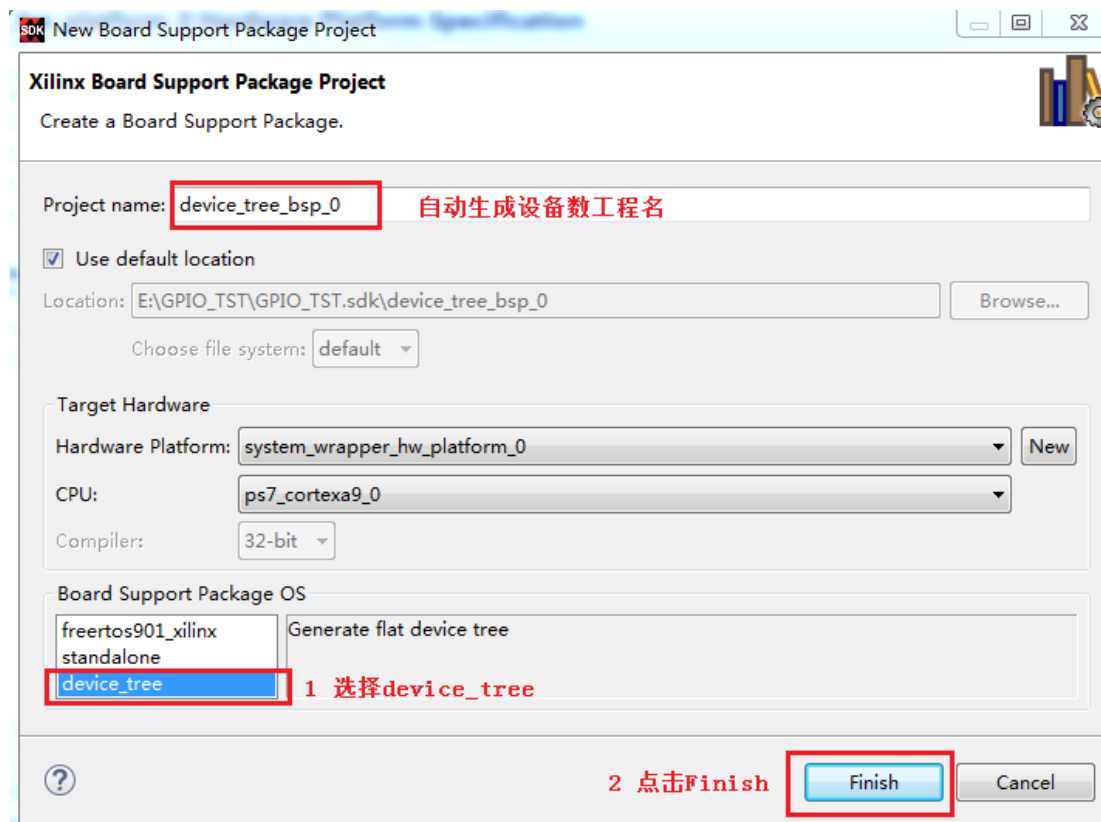 SDK New Board Support Package Project
Xilinx Board Support Package Project
Create a Board Support Package.
Project name: device_tree_bsp_0 自动生成设备数工程名
Use default location
Location: E:\GPIO_TST\GPIO_TST.sdk\device_tree_bsp_0 Browse...
Choose file system: default
Target Hardware
Hardware Platform: system_wrapper_hw_platform_0 New
CPU: ps7_cortexa9_0
Compiler: 32-bit
Board Support Package OS
freertos901_xilinx Generate flat device tree
standalone
device_tree 1 选择device_tree
? 2 点击Finish Finish Cancel